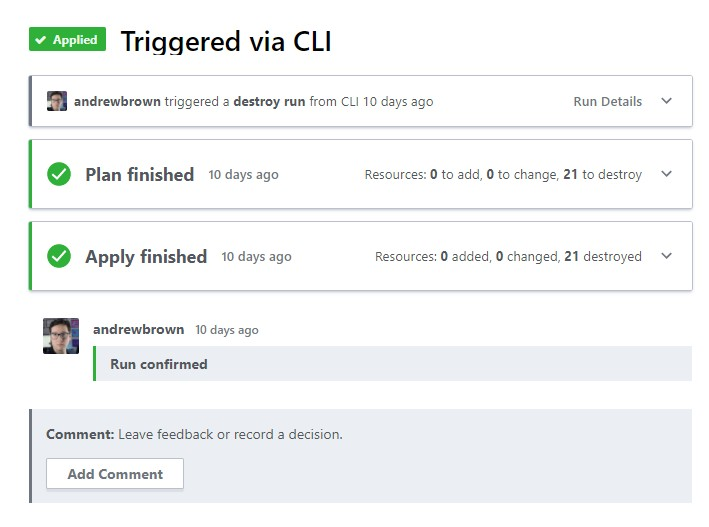 Applied Triggered via CLI
andrewbrown triggered a destroy run from CLI 10 days ago Run Details
Plan finished 10 days ago Resources: 0 to add, 0 to change, 21 to destroy
Apply finished 10 days ago Resources: 0 added, 0 changed, 21 destroyed
andrewbrown 10 days ago
Run confirmed
Comment: Leave feedback or record a decision.
Add Comment